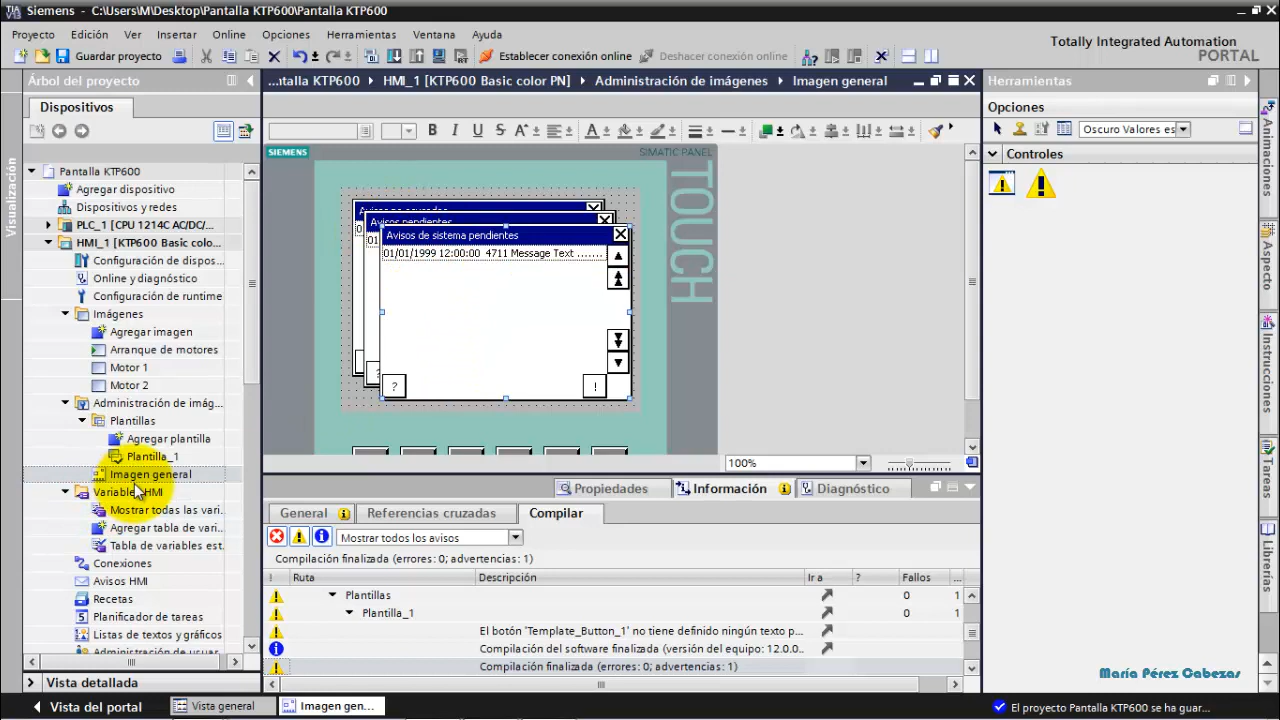 Siemens - C:\Users\M\Desktop\Pantalla KTP600\Pantalla KTP600
Proyecto Edición Ver Insertar Online Opciones Herramientas Ventana Ayuda
Totally Integrated Automation
PORTAL
Guardar proyecto
Establecer conexión online
Deshacer conexión online
Árbol del proyecto
...ntalla KTP600 HMI_1 [KTP600 Basic color PN] Administración de imágenes Imagen general
Herramientas
Dispositivos
Opciones
Oscuro Valores es
Controles
Visualización
Pantalla KTP600
Agregar dispositivo
Dispositivos y redes
PLC_1 [CPU 1214C AC/DC/...
HMI_1 [KTP600 Basic colo...
Configuración de dispos...
Online y diagnóstico
Configuración de runtime
Imágenes
Agregar imagen
Arranque de motores
Motor 1
Motor 2
Administración de imág...
Plantillas
Agregar plantilla
Plantilla_1
Imagen general
HMI
Mostrar todas las vari...
Agregar tabla de vari...
Tabla de variables est...
Conexiones
Avisos HMI
Recetas
Planificador de tareas
Listas de textos y gráficos
Vista detallada
SIEMENS
SIMATIC PANEL
TOUCH
Avisos pendientes
Avisos de sistema pendientes
01/01/1999 12:00:00 4711 Message Text .......
?
!
100%
Propiedades
Información
Diagnóstico
General
Referencias cruzadas
Compilar
Mostrar todos los avisos
Compilación finalizada (errores: 0; advertencias: 1)
! Ruta Descripción Ir a ? Fallos ...
Plantillas 0 1
Plantilla_1 0 1
El botón 'Template_Button_1' no tiene definido ningún texto p... 1
Compilación del software finalizada (versión del equipo: 12.0.0...
Compilación finalizada (errores: 0; advertencias: 1)
Animaciones
Aspecto
Instrucciones
Tareas
Librerías
María Pérez Cabezas
Vista del portal
Vista general
Imagen gen...
El proyecto Pantalla KTP600 se ha guar...